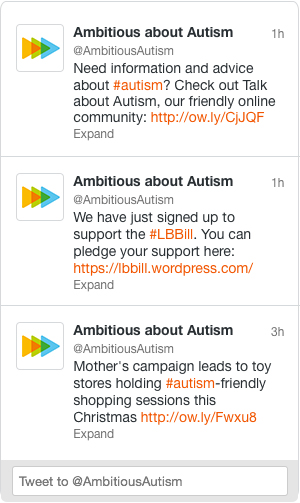 Ambitious about Autism 1h
@AmbitiousAutism
Need information and advice
about #autism? Check out Talk
about Autism, our friendly online
community: http://ow.ly/CjJQF
Expand
Ambitious about Autism 1h
@AmbitiousAutism
We have just signed up to
support the #LBBill. You can
pledge your support here:
https://lbbill.wordpress.com/
Expand
Ambitious about Autism 3h
@AmbitiousAutism
Mother's campaign leads to toy
stores holding #autism-friendly
shopping sessions this
Christmas http://ow.ly/Fwxu8
Expand
Tweet to @AmbitiousAutism